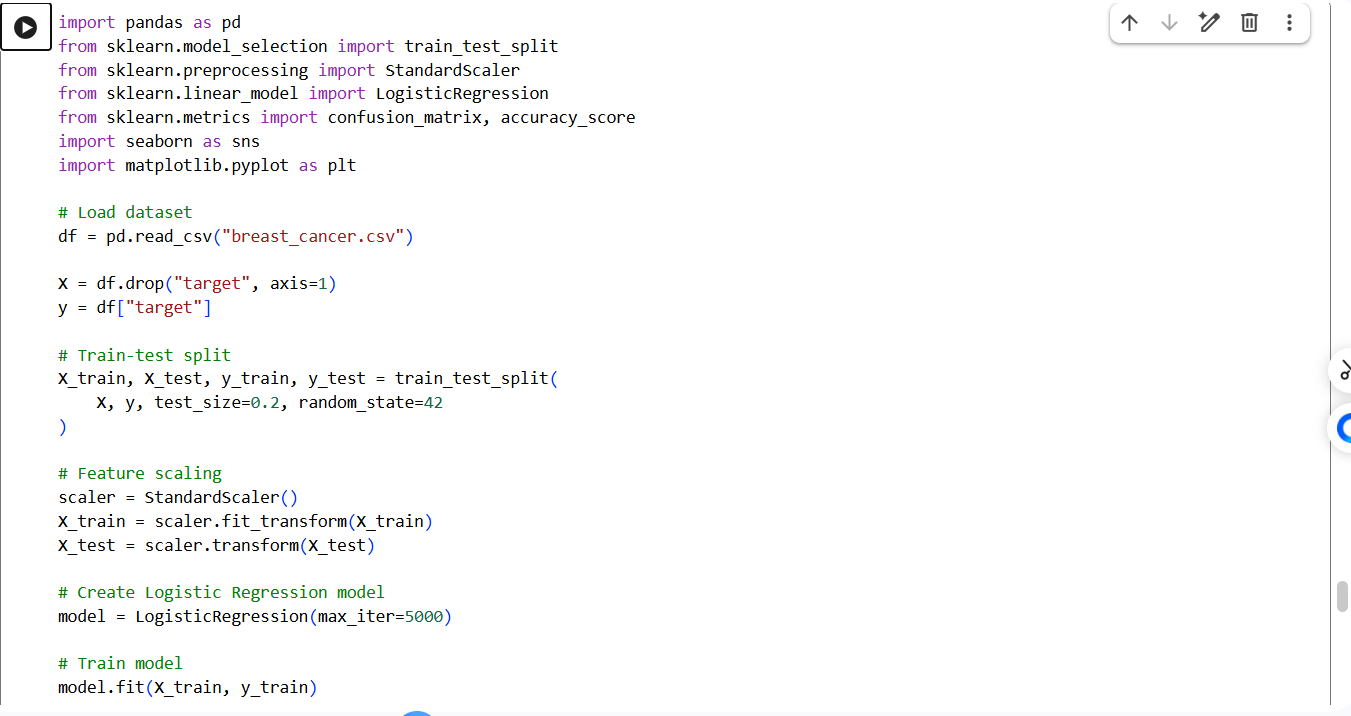 import pandas as pd
from sklearn.model_selection import train_test_split
from sklearn.preprocessing import StandardScaler
from sklearn.linear_model import LogisticRegression
from sklearn.metrics import confusion_matrix, accuracy_score
import seaborn as sns
import matplotlib.pyplot as plt

# Load dataset
df = pd.read_csv("breast_cancer.csv")

X = df.drop("target", axis=1)
y = df["target"]

# Train-test split
X_train, X_test, y_train, y_test = train_test_split(
    X, y, test_size=0.2, random_state=42
)

# Feature scaling
scaler = StandardScaler()
X_train = scaler.fit_transform(X_train)
X_test = scaler.transform(X_test)

# Create Logistic Regression model
model = LogisticRegression(max_iter=5000)

# Train model
model.fit(X_train, y_train)